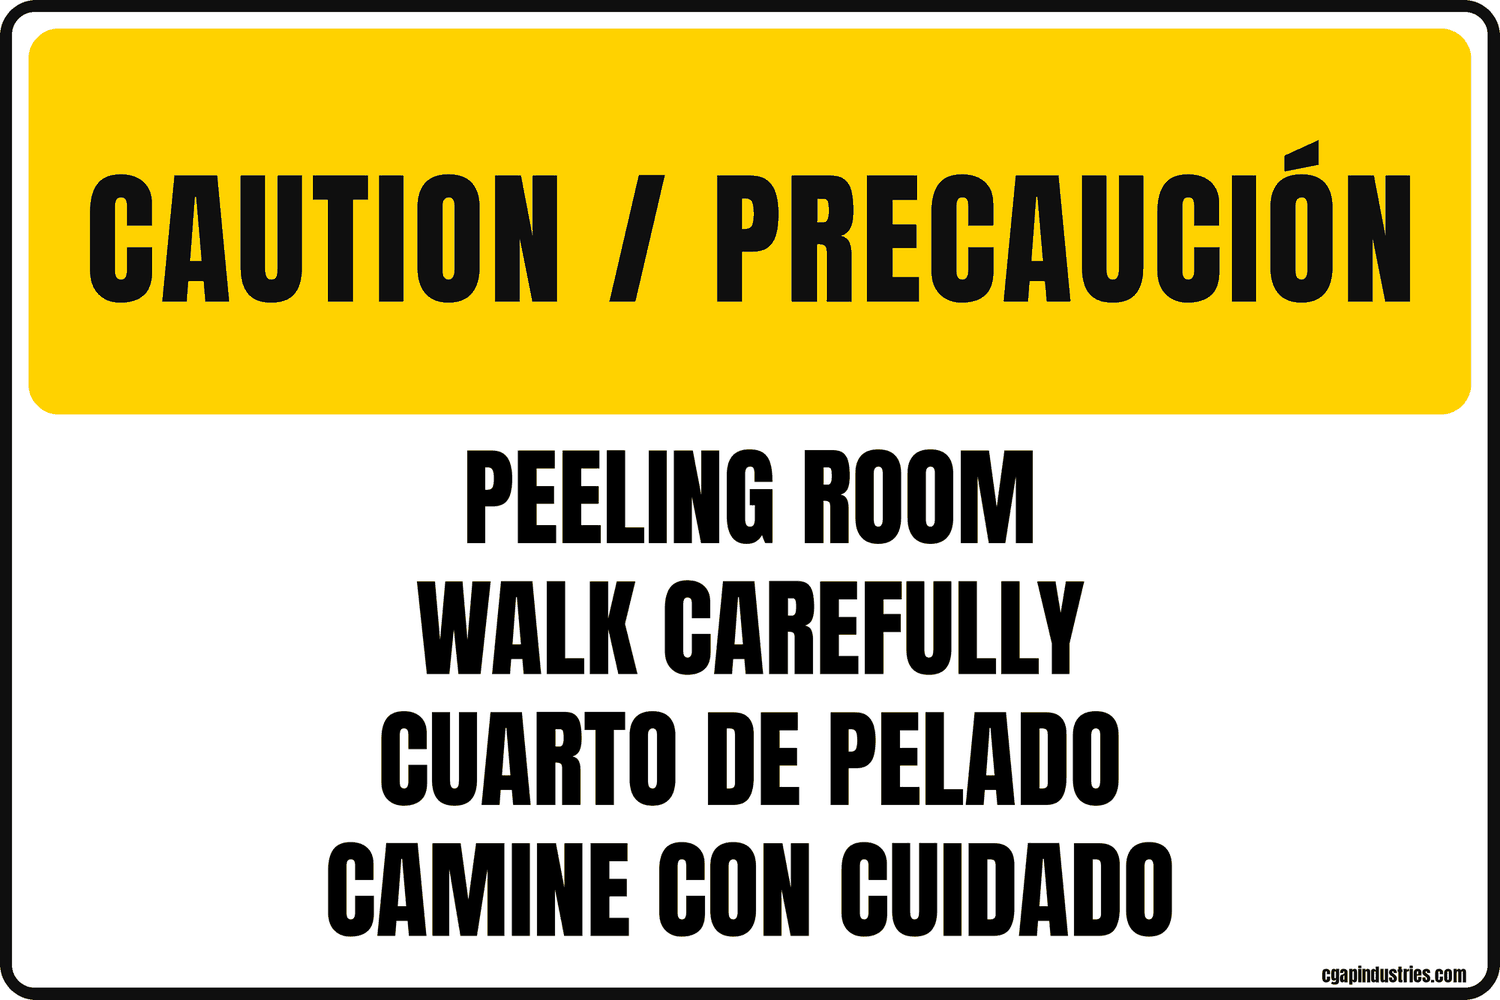 CAUTION / PRECAUCIÓN
PEELING ROOM
WALK CAREFULLY
CUARTO DE PELADO
CAMINE CON CUIDADO
cgapindustries.com